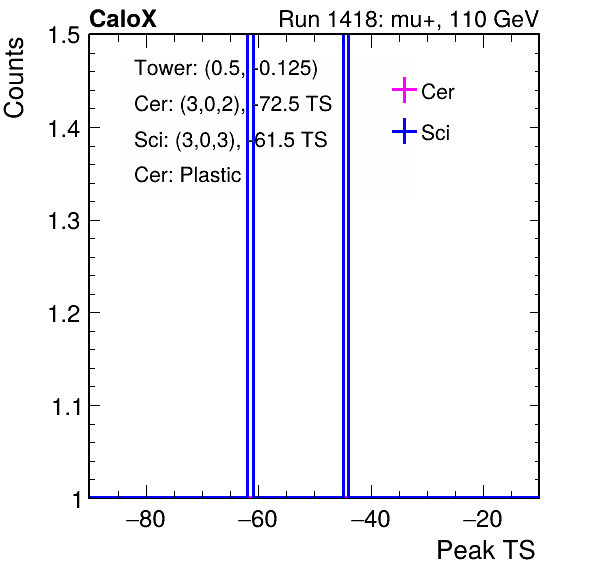 CaloX Run 1418: mu+, 110 GeV
Counts
1.5
1.4
1.3
1.2
1.1
1
Tower: (0.5, -0.125)
Cer: (3,0,2), -72.5 TS
Sci: (3,0,3), -61.5 TS
Cer: Plastic
Cer
Sci
−80 −60 −40 −20
Peak TS